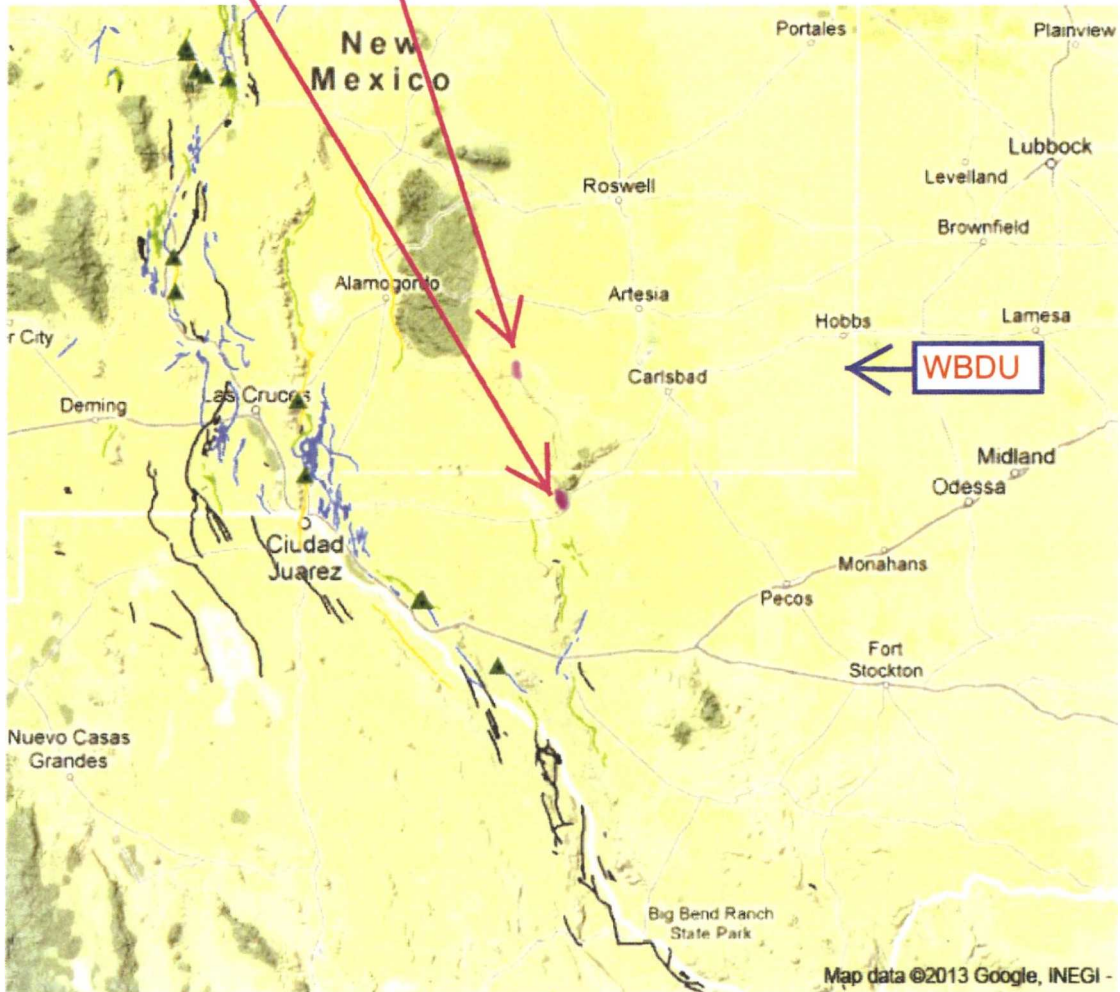 New
Mexico
Portales
Plainview
Lubbock
Levelland
Roswell
Brownfield
Alamogordo
Artesia
Hobbs
Lamesa
r City
WBDU
Carlsbad
Deming
Las Cruces
Midland
Odessa
Ciudad
Juarez
Monahans
Pecos
Fort
Stockton
Nuevo Casas
Grandes
Big Bend Ranch
State Park
Map data ©2013 Google, INEGI -